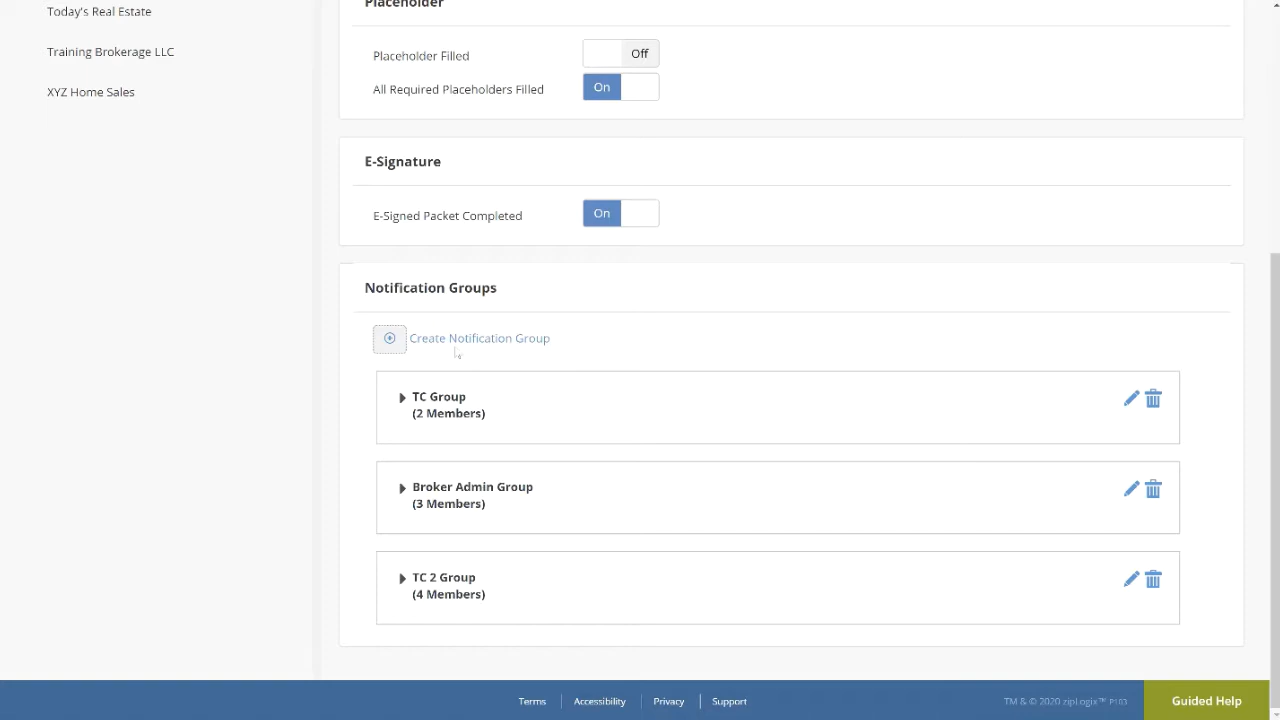 Today's Real Estate
Training Brokerage LLC
XYZ Home Sales
Placeholder
Placeholder Filled
Off
All Required Placeholders Filled
On
E-Signature
E-Signed Packet Completed
On
Notification Groups
Create Notification Group
TC Group
(2 Members)
Broker Admin Group
(3 Members)
TC 2 Group
(4 Members)
Terms
Accessibility
Privacy
Support
TM & © 2020 zipLogix™ P103
Guided Help